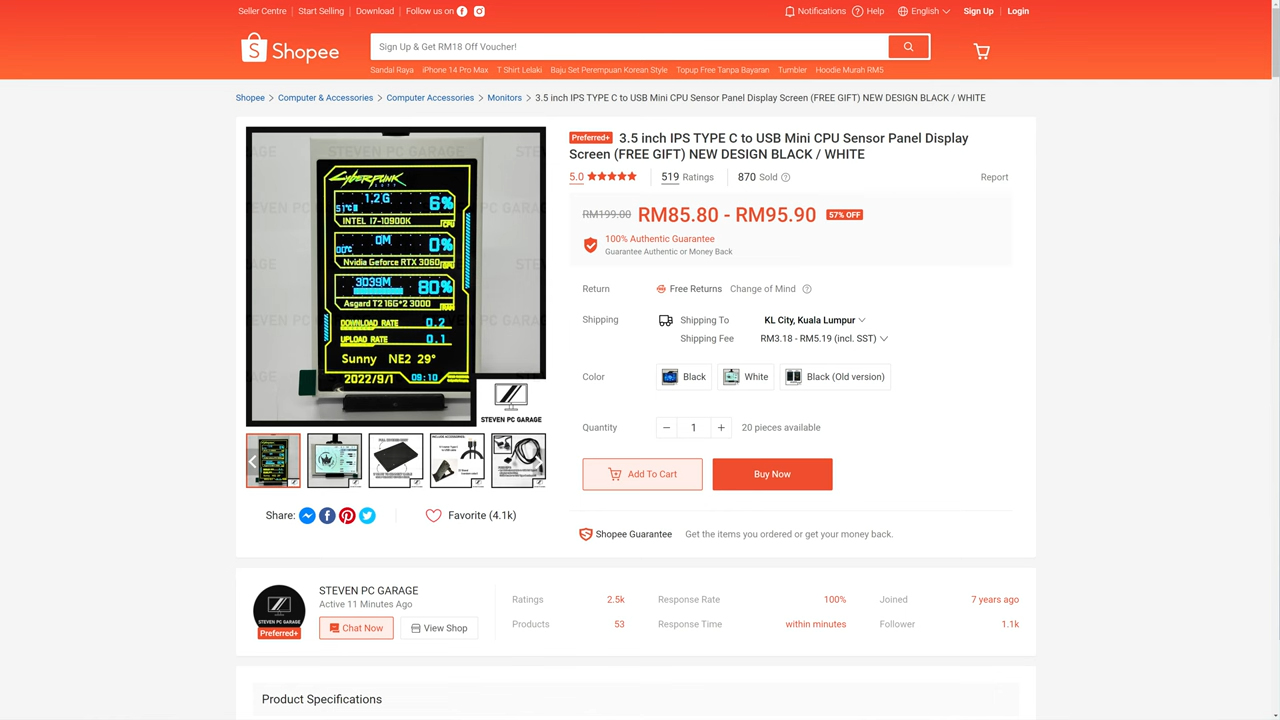 Seller Centre
Start Selling
Download
Follow us on
Notifications
Help
English
Sign Up
Login
Shopee
Sign Up & Get RM18 Off Voucher!
Sandal Raya
iPhone 14 Pro Max
T Shirt Lelaki
Baju Set Perempuan Korean Style
Topup Free Tanpa Bayaran
Tumbler
Hoodie Murah RM5
Shopee > Computer & Accessories > Computer Accessories > Monitors > 3.5 inch IPS TYPE C to USB Mini CPU Sensor Panel Display Screen (FREE GIFT) NEW DESIGN BLACK / WHITE
STEVEN PC GARAGE
CYBERPUNK
1.2 G
51°C
6%
INTEL I7-10900K
CPU
0M
00°C
0%
Nvidia Geforce RTX 3060
3039M
80%
Asgard T2 16G*2 3000
DOWNLOAD RATE 0.2
UPLOAD RATE 0.1
Sunny NE2 29°
2022/9/1 09:10
STEVEN PC GARAGE
Share:
Favorite (4.1k)
Preferred+ 3.5 inch IPS TYPE C to USB Mini CPU Sensor Panel Display
Screen (FREE GIFT) NEW DESIGN BLACK / WHITE
5.0
519 Ratings
870 Sold
Report
RM199.00 RM85.80 - RM95.90 57% OFF
100% Authentic Guarantee
Guarantee Authentic or Money Back
Return
Free Returns
Change of Mind
Shipping
Shipping To
KL City, Kuala Lumpur
Shipping Fee
RM3.18 - RM5.19 (incl. SST)
Color
Black
White
Black (Old version)
Quantity
1
20 pieces available
Add To Cart
Buy Now
Shopee Guarantee
Get the items you ordered or get your money back.
STEVEN PC GARAGE
Preferred+
STEVEN PC GARAGE
Active 11 Minutes Ago
Chat Now
View Shop
Ratings 2.5k
Response Rate 100%
Joined 7 years ago
Products 53
Response Time within minutes
Follower 1.1k
Product Specifications